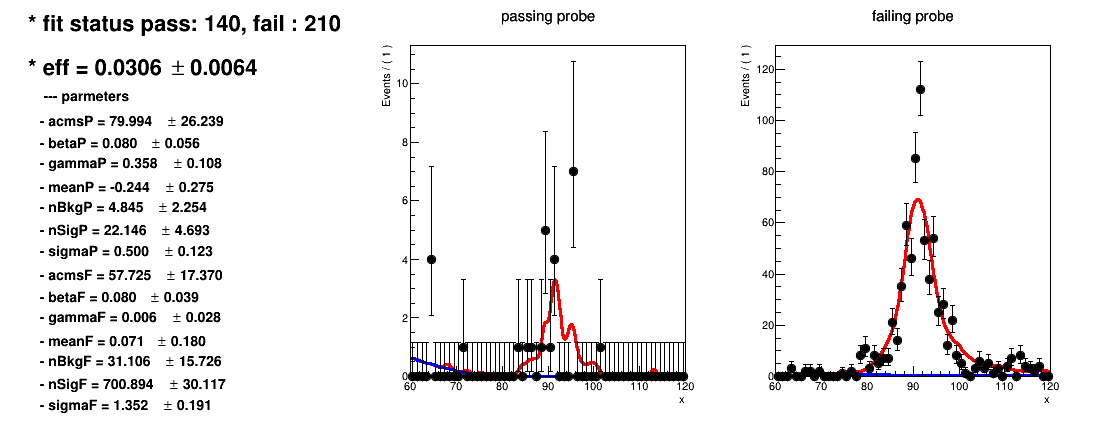 * fit status pass: 140, fail : 210
* eff = 0.0306 ± 0.0064
--- parmeters
- acmsP = 79.994 ± 26.239
- betaP = 0.080 ± 0.056
- gammaP = 0.358 ± 0.108
- meanP = -0.244 ± 0.275
- nBkgP = 4.845 ± 2.254
- nSigP = 22.146 ± 4.693
- sigmaP = 0.500 ± 0.123
- acmsF = 57.725 ± 17.370
- betaF = 0.080 ± 0.039
- gammaF = 0.006 ± 0.028
- meanF = 0.071 ± 0.180
- nBkgF = 31.106 ± 15.726
- nSigF = 700.894 ± 30.117
- sigmaF = 1.352 ± 0.191
passing probe
Events / ( 1 )
10
8
6
4
2
0
60 70 80 90 100 110 120
x
failing probe
Events / ( 1 )
120
100
80
60
40
20
0
60 70 80 90 100 110 120
x